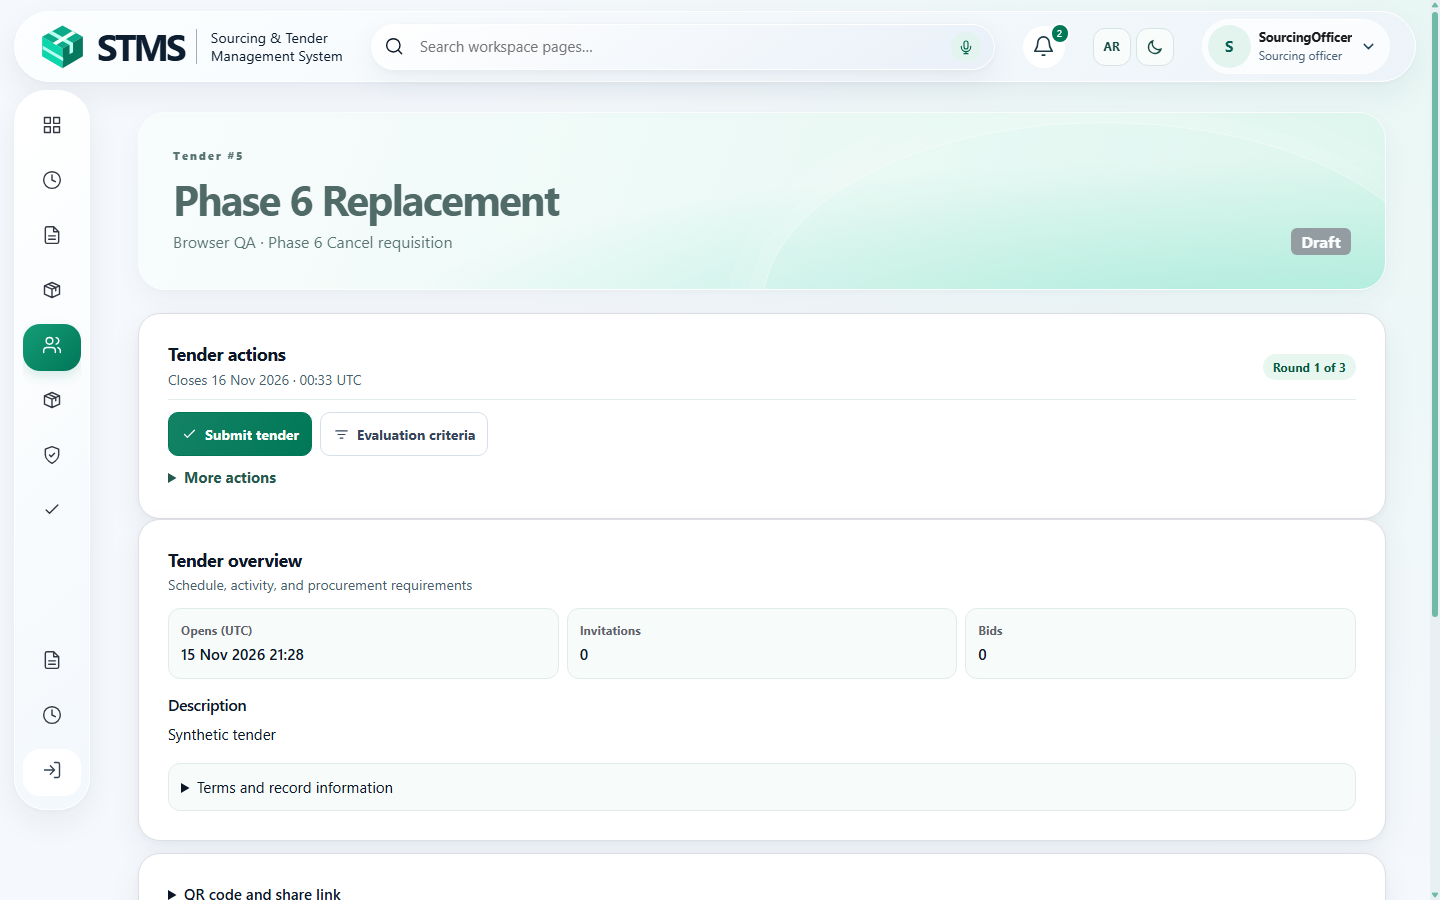 STMS
Sourcing & Tender
Management System
Search workspace pages...
2
AR
S
SourcingOfficer
Sourcing officer
Tender #5
Phase 6 Replacement
Browser QA · Phase 6 Cancel requisition
Draft
Tender actions
Closes 16 Nov 2026 · 00:33 UTC
Round 1 of 3
Submit tender
Evaluation criteria
More actions
Tender overview
Schedule, activity, and procurement requirements
Opens (UTC)
15 Nov 2026 21:28
Invitations
0
Bids
0
Description
Synthetic tender
Terms and record information
QR code and share link